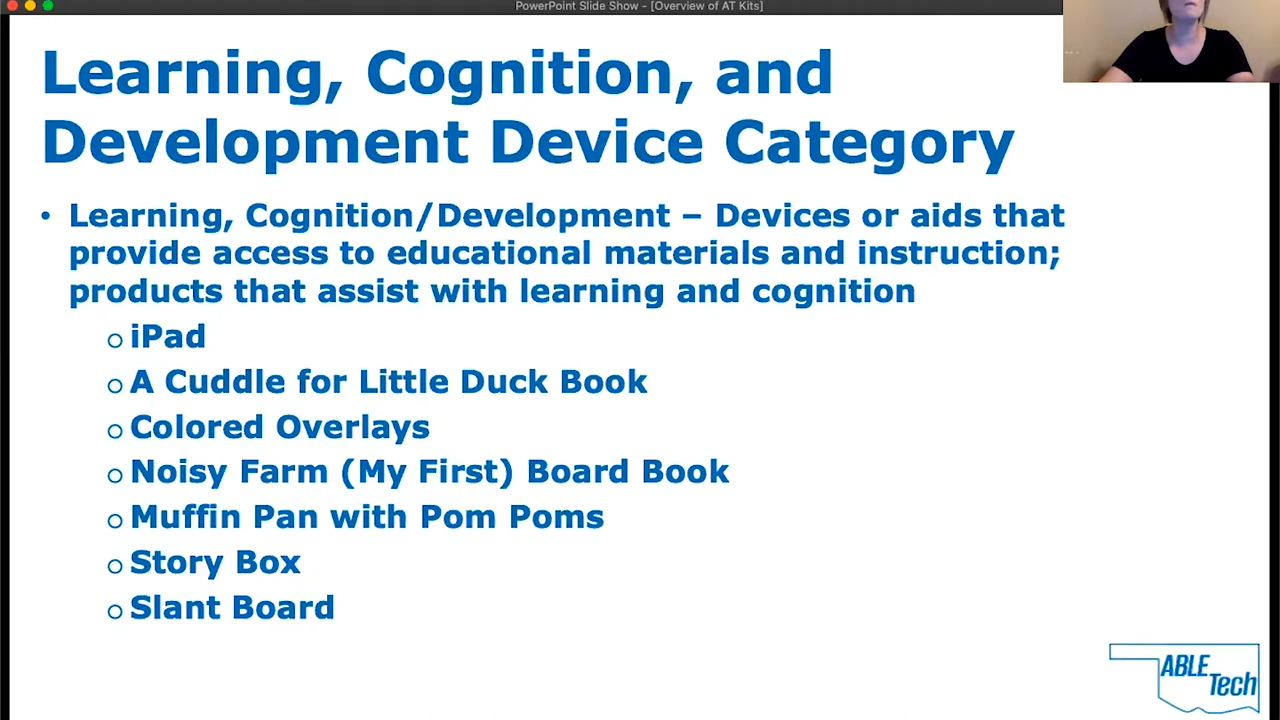 PowerPoint Slide Show - [Overview of AT Kits]
Learning, Cognition, and
Development Device Category
• Learning, Cognition/Development – Devices or aids that
provide access to educational materials and instruction;
products that assist with learning and cognition
o iPad
o A Cuddle for Little Duck Book
o Colored Overlays
o Noisy Farm (My First) Board Book
o Muffin Pan with Pom Poms
o Story Box
o Slant Board
ABLE
Tech